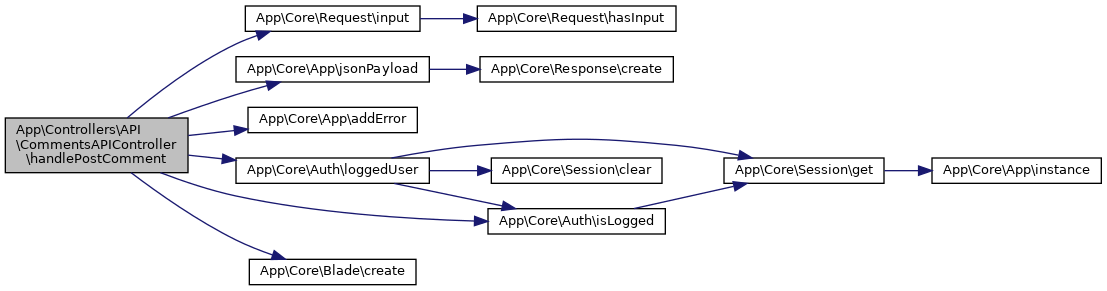 App\Controllers\API
\CommentsAPIController
\handlePostComment
App\Core\Request\input
App\Core\Request\hasInput
App\Core\App\jsonPayload
App\Core\Response\create
App\Core\App\addError
App\Core\Auth\loggedUser
App\Core\Session\clear
App\Core\Session\get
App\Core\App\instance
App\Core\Auth\isLogged
App\Core\Blade\create